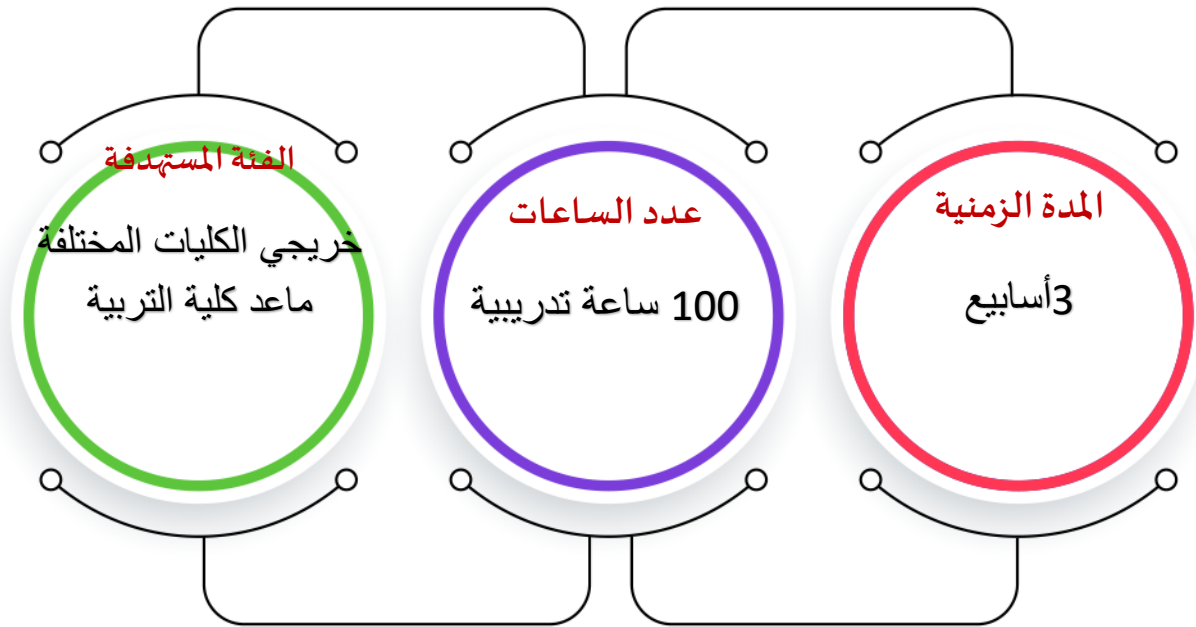 المدة الزمنية
3أسابيع
عدد الساعات
100 ساعة تدريبية
الفئة المستهدفة
خريجي الكليات المختلفة
ماعد كلية التربية